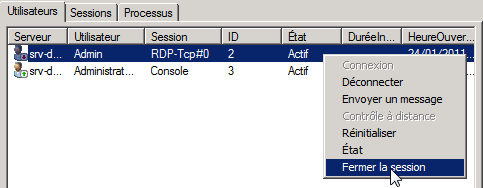 Utilisateurs Sessions Processus
Serveur Utilisateur Session ID État DuréeIn... HeureOuver...
srv-d... Admin RDP-Tcp#0 2 Actif 24/01/2011
srv-d... Administrat... Console 3 Actif
Connexion
Déconnecter
Envoyer un message
Contrôle à distance
Réinitialiser
État
Fermer la session